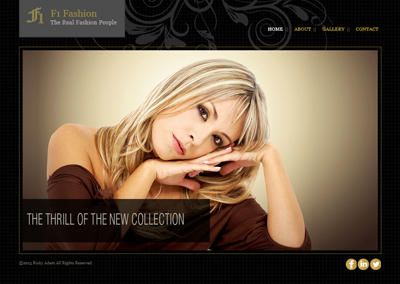 F1 Fashion
The Real Fashion People
HOME || ABOUT || GALLERY || CONTACT
THE THRILL OF THE NEW COLLECTION
©2013 Ricky Adam All Rights Reserved